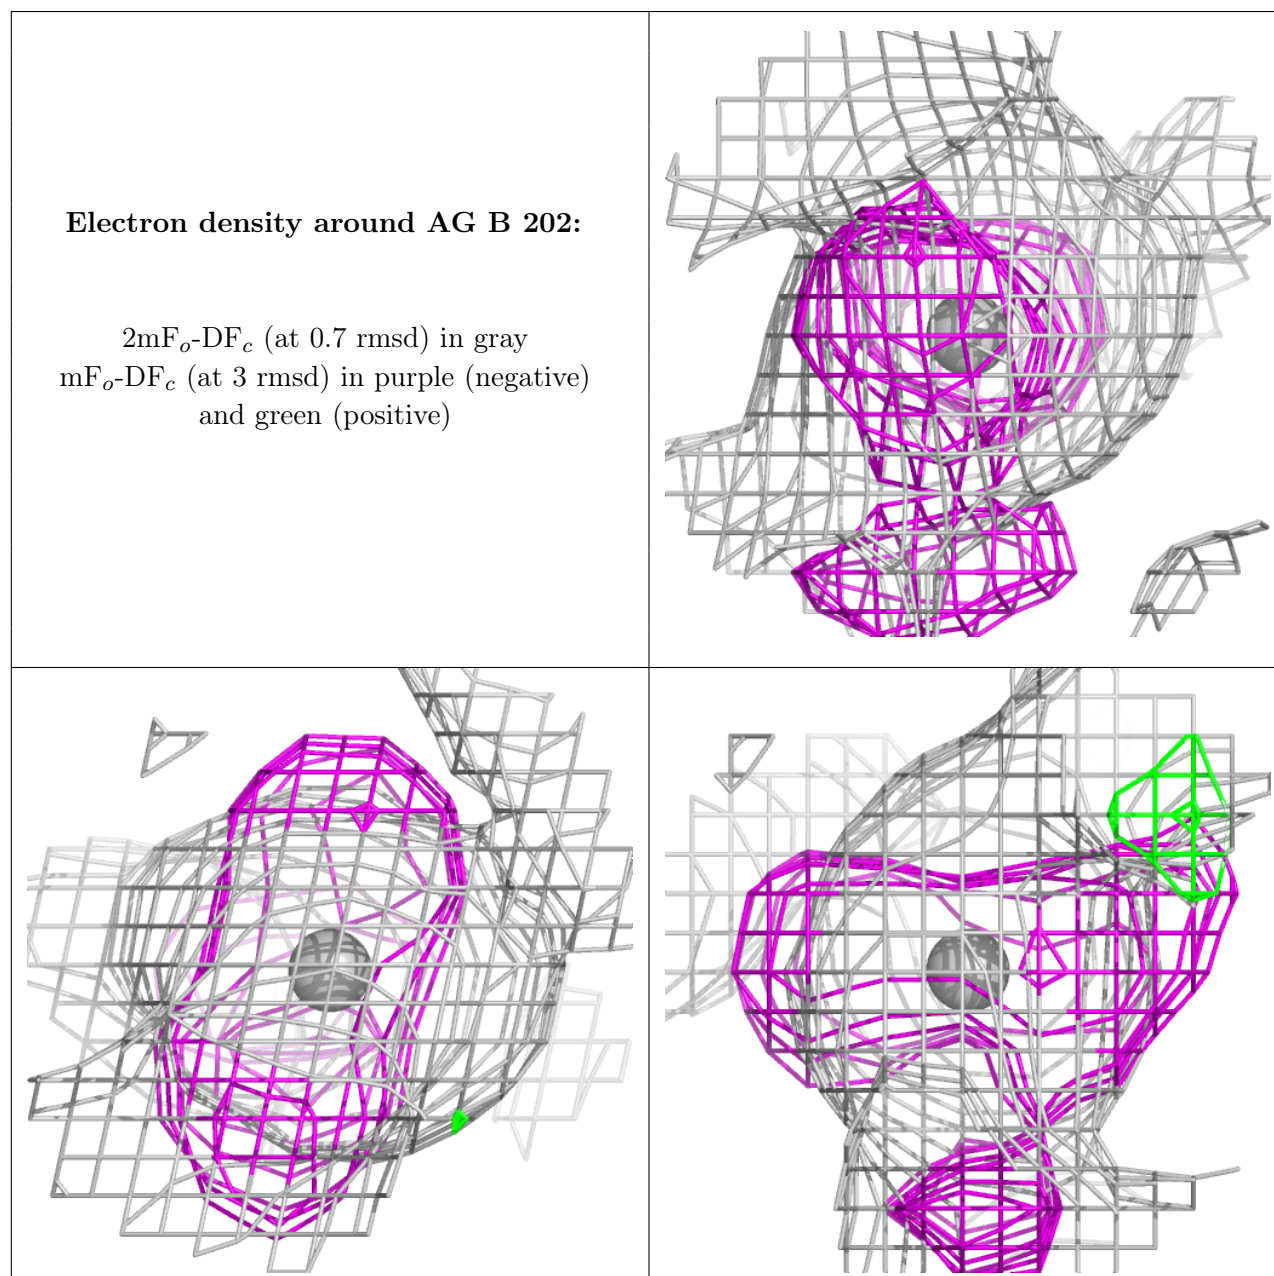 Electron density around AG B 202:
2mFₒ-DF𝒸 (at 0.7 rmsd) in gray
mFₒ-DF𝒸 (at 3 rmsd) in purple (negative)
and green (positive)